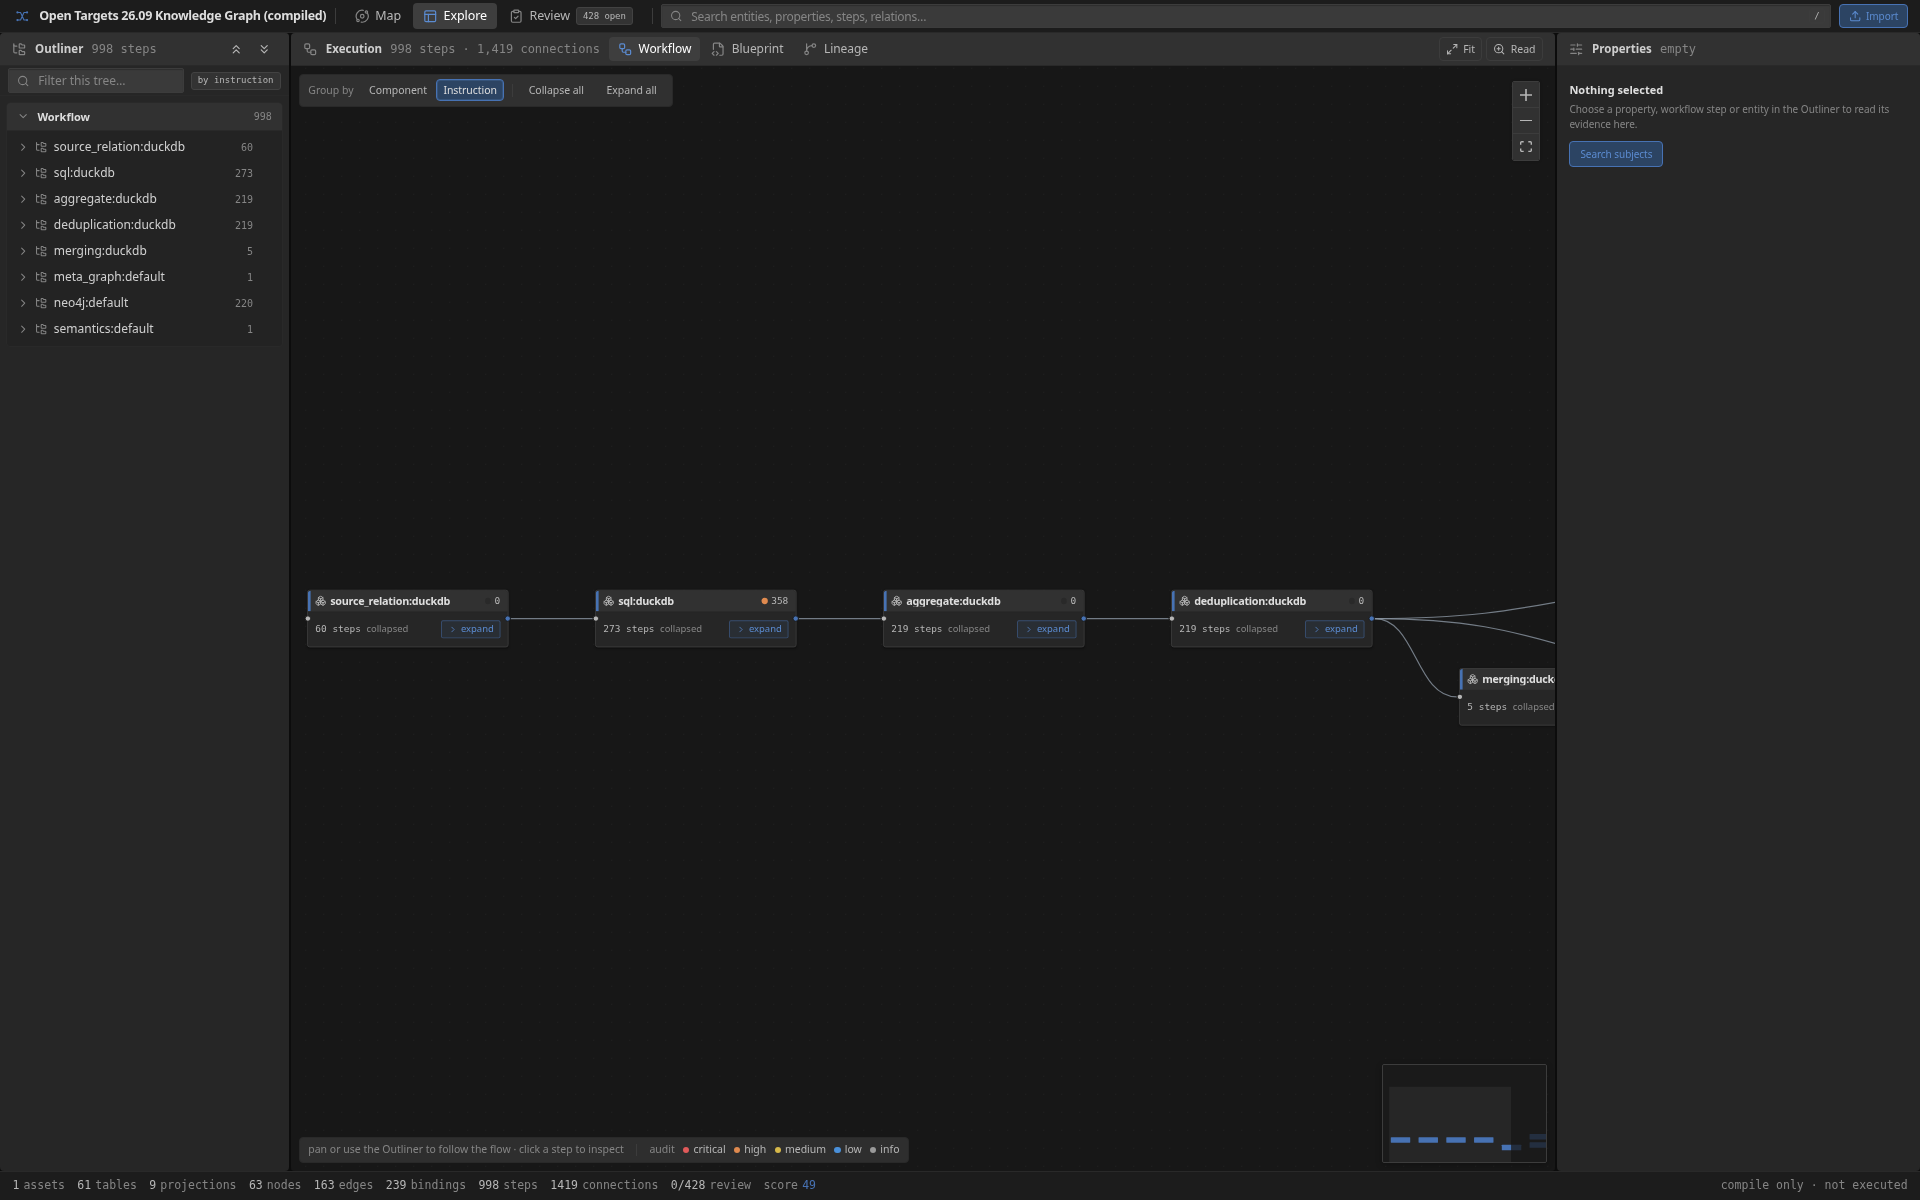 Open Targets 26.09 Knowledge Graph (compiled)
Map
Explore
Review 428 open
Search entities, properties, steps, relations...
/
Import
Outliner 998 steps
Filter this tree...
by instruction
Workflow 998
source_relation:duckdb 60
sql:duckdb 273
aggregate:duckdb 219
deduplication:duckdb 219
merging:duckdb 5
meta_graph:default 1
neo4j:default 220
semantics:default 1
Execution 998 steps · 1,419 connections
Workflow
Blueprint
Lineage
Fit
Read
Group by Component Instruction Collapse all Expand all
source_relation:duckdb 0
60 steps collapsed expand
sql:duckdb 358
273 steps collapsed expand
aggregate:duckdb 0
219 steps collapsed expand
deduplication:duckdb 0
219 steps collapsed expand
merging:duck
5 steps collapsed
pan or use the Outliner to follow the flow · click a step to inspect audit critical high medium low info
Properties empty
Nothing selected
Choose a property, workflow step or entity in the Outliner to read its
evidence here.
Search subjects
1 assets 61 tables 9 projections 63 nodes 163 edges 239 bindings 998 steps 1419 connections 0/428 review score 49
compile only · not executed